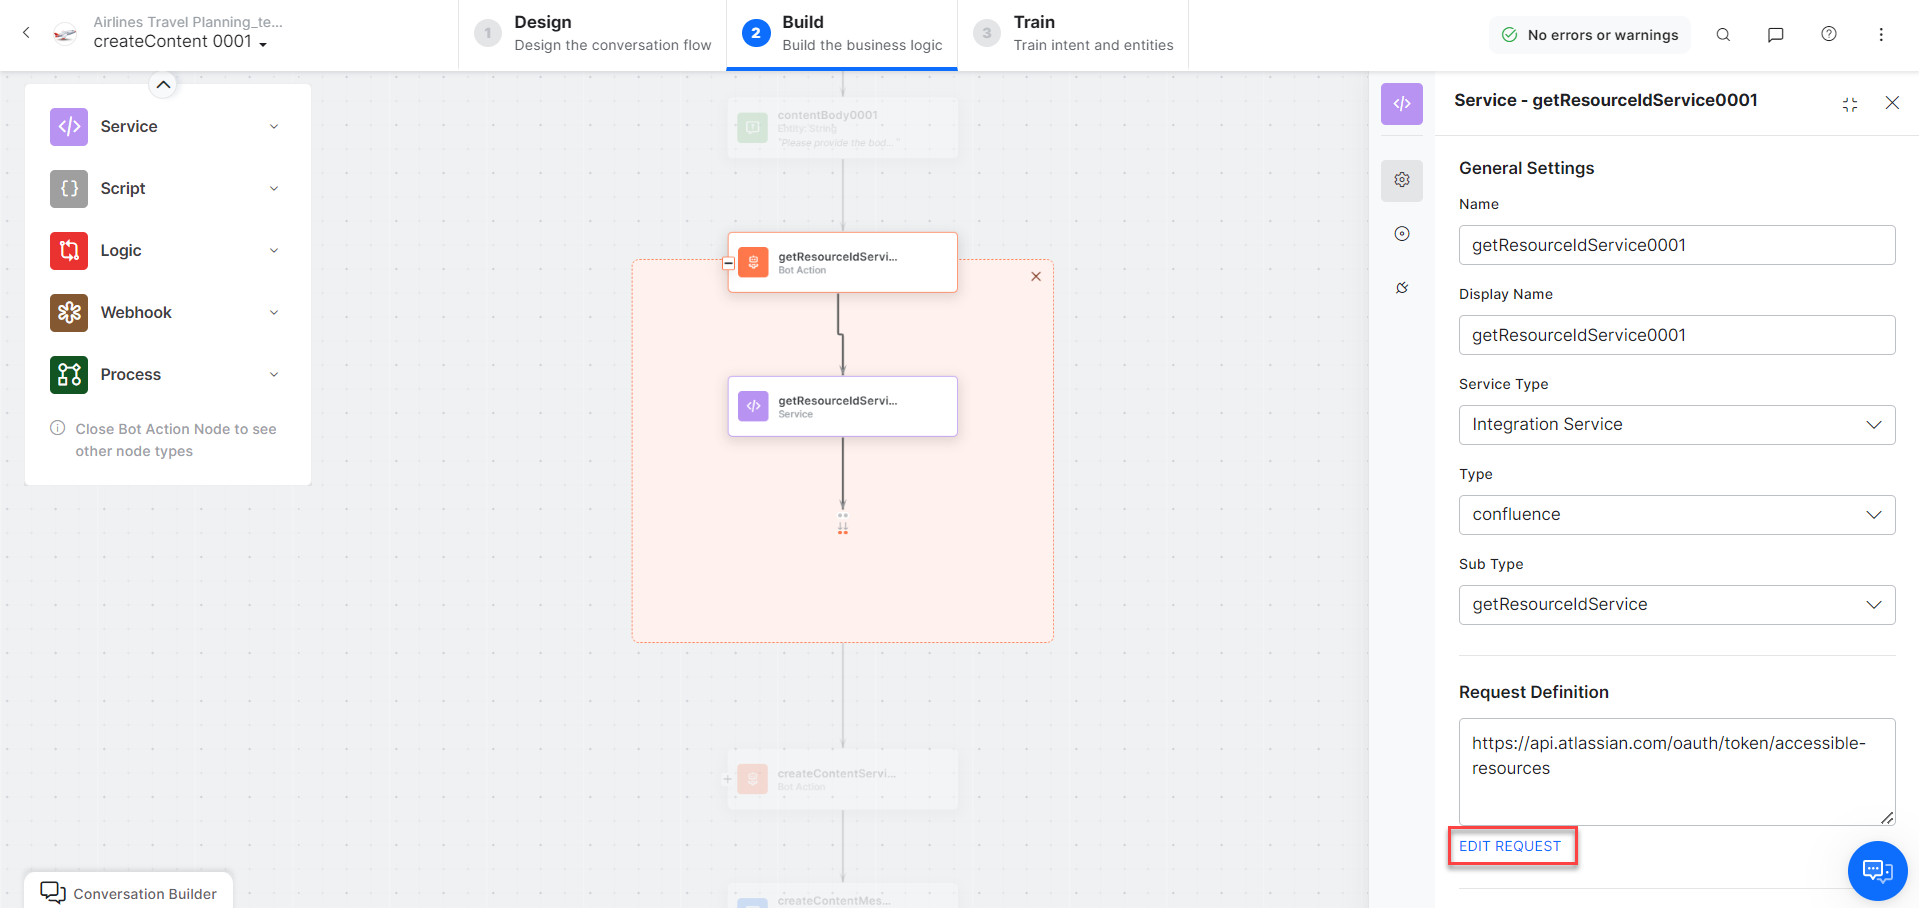 Airlines Travel Planning_te...
createContent 0001
1
Design
Design the conversation flow
2
Build
Build the business logic
3
Train
Train intent and entities
No errors or warnings
Service
Script
Logic
Webhook
Process
Close Bot Action Node to see
other node types
Conversation Builder
contentBody0001
Entity: String
"Please provide the bod... "
getResourceIdServi...
Bot Action
getResourceIdServi...
Service
createContentServi...
Bot Action
createContentMes...
Service - getResourceIdService0001
General Settings
Name
getResourceIdService0001
Display Name
getResourceIdService0001
Service Type
Integration Service
Type
confluence
Sub Type
getResourceIdService
Request Definition
https://api.atlassian.com/oauth/token/accessible-
resources
EDIT REQUEST